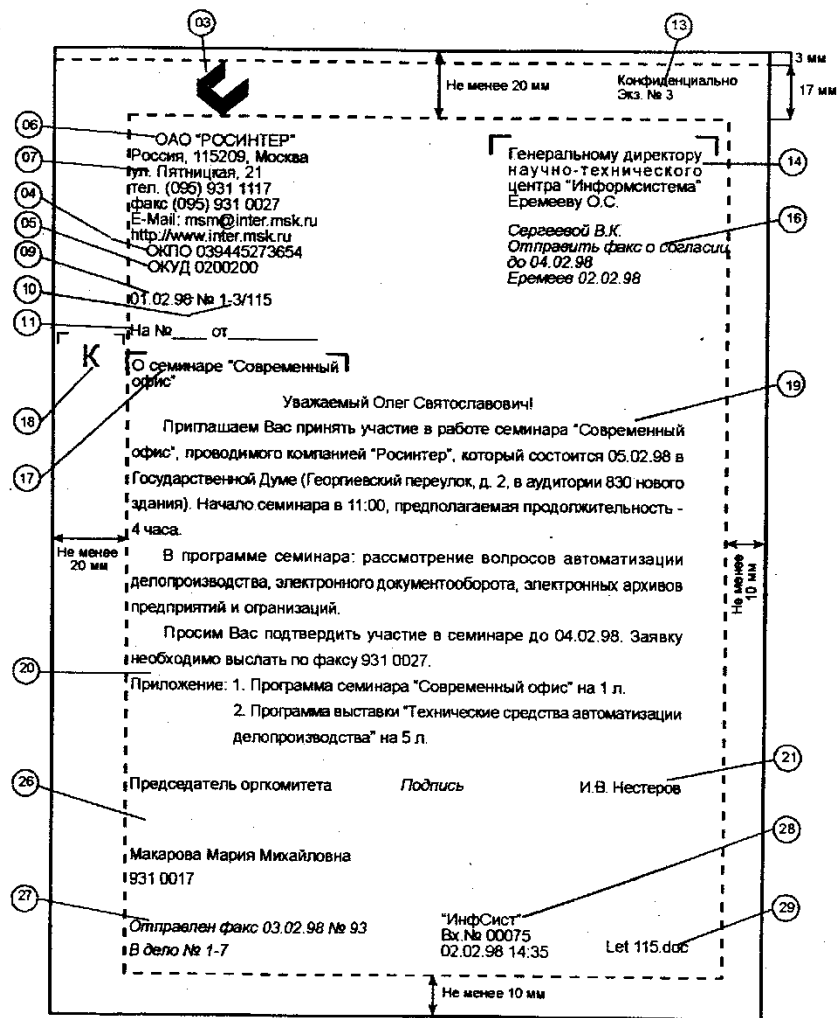 03
13
3 мм
Не менее 20 мм
Конфиденциально
Экз. № 3
17 мм
06
ОАО "РОСИНТЕР"
07
Россия, 115209, Москва
ул. Пятницкая, 21
04
тел. (095) 931 1117
факс (095) 931 0027
05
E-Mail: msm@inter.msk.ru
http://www.inter.msk.ru
09
ОКПО 039445273654
ОКУД 0200200
10
01.02.98 № 1-3/115
11
На №____ от__________
Генеральному директору
14
научно-технического
центра "Информсистема"
Еремееву О.С.
16
Сергеевой В.К.
Отправить факс о согласии
до 04.02.98
Еремеев 02.02.98
К
18
17
О семинаре "Современный
офис"
19
Уважаемый Олег Святославович!
Приглашаем Вас принять участие в работе семинара "Современный
офис", проводимого компанией "Росинтер", который состоится 05.02.98 в
Государственной Думе (Георгиевский переулок, д. 2, в аудитории 830 нового
здания). Начало семинара в 11:00, предполагаемая продолжительность -
4 часа.
Не менее
20 мм
Не менее
10 мм
В программе семинара: рассмотрение вопросов автоматизации
делопроизводства, электронного документооборота, электронных архивов
предприятий и огранизаций.
Просим Вас подтвердить участие в семинаре до 04.02.98. Заявку
необходимо выслать по факсу 931 0027.
20
Приложение: 1. Программа семинара "Современный офис" на 1 л.
2. Программа выставки "Технические средства автоматизации
делопроизводства" на 5 л.
21
26
Председатель оргкомитета Подпись И.В. Нестеров
28
Макарова Мария Михайловна
931 0017
27
Отправлен факс 03.02.98 № 93
В дело № 1-7
"ИнфСист"
Вх.№ 00075
02.02.98 14:35
29
Let 115.doc
Не менее 10 мм